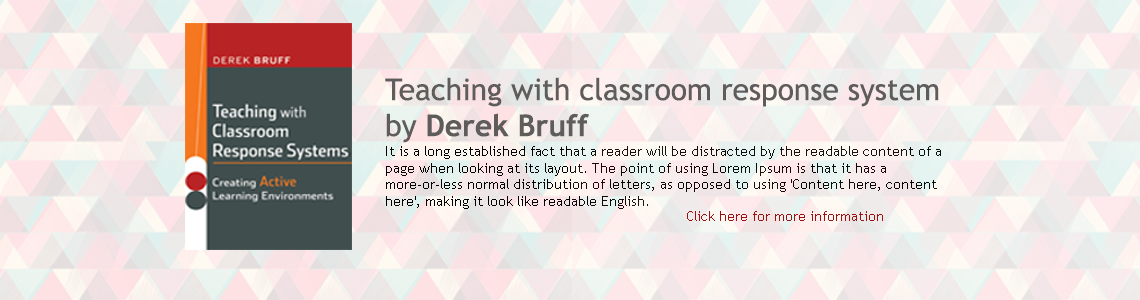 DEREK BRUFF
Teaching with
Classroom
Response Systems
Creating Active
Learning Environments
Teaching with classroom response system
by Derek Bruff
It is a long established fact that a reader will be distracted by the readable content of a
page when looking at its layout. The point of using Lorem Ipsum is that it has a
more-or-less normal distribution of letters, as opposed to using 'Content here, content
here', making it look like readable English.
Click here for more information